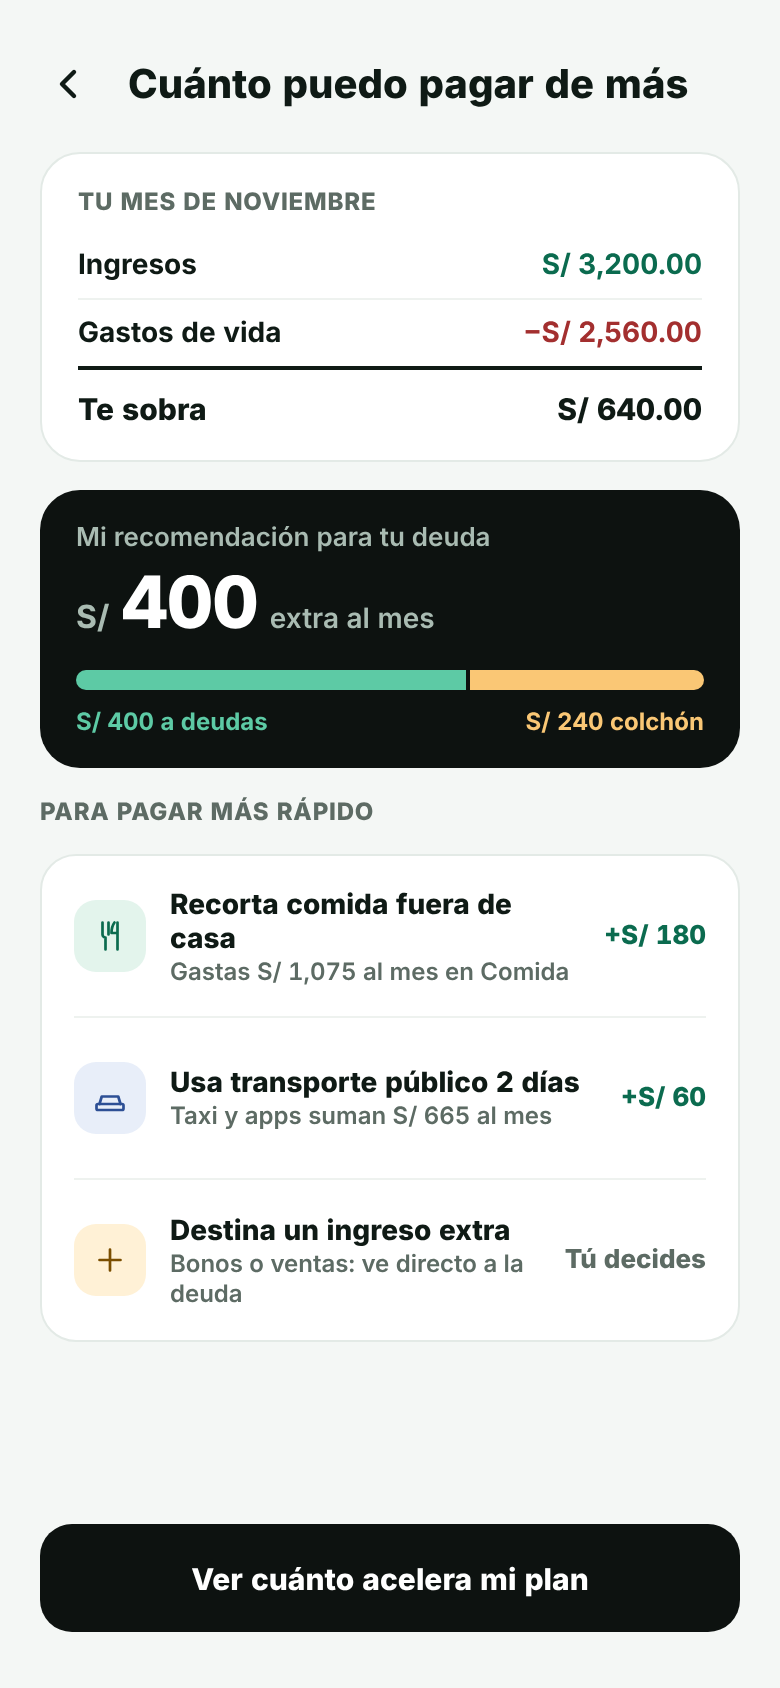 Cuánto puedo pagar de más
TU MES DE NOVIEMBRE
Ingresos S/ 3,200.00
Gastos de vida −S/ 2,560.00
Te sobra S/ 640.00
Mi recomendación para tu deuda
S/ 400 extra al mes
S/ 400 a deudas S/ 240 colchón
PARA PAGAR MÁS RÁPIDO
Recorta comida fuera de
casa
+S/ 180
Gastas S/ 1,075 al mes en Comida
Usa transporte público 2 días
+S/ 60
Taxi y apps suman S/ 665 al mes
Destina un ingreso extra
Tú decides
Bonos o ventas: ve directo a la
deuda
Ver cuánto acelera mi plan